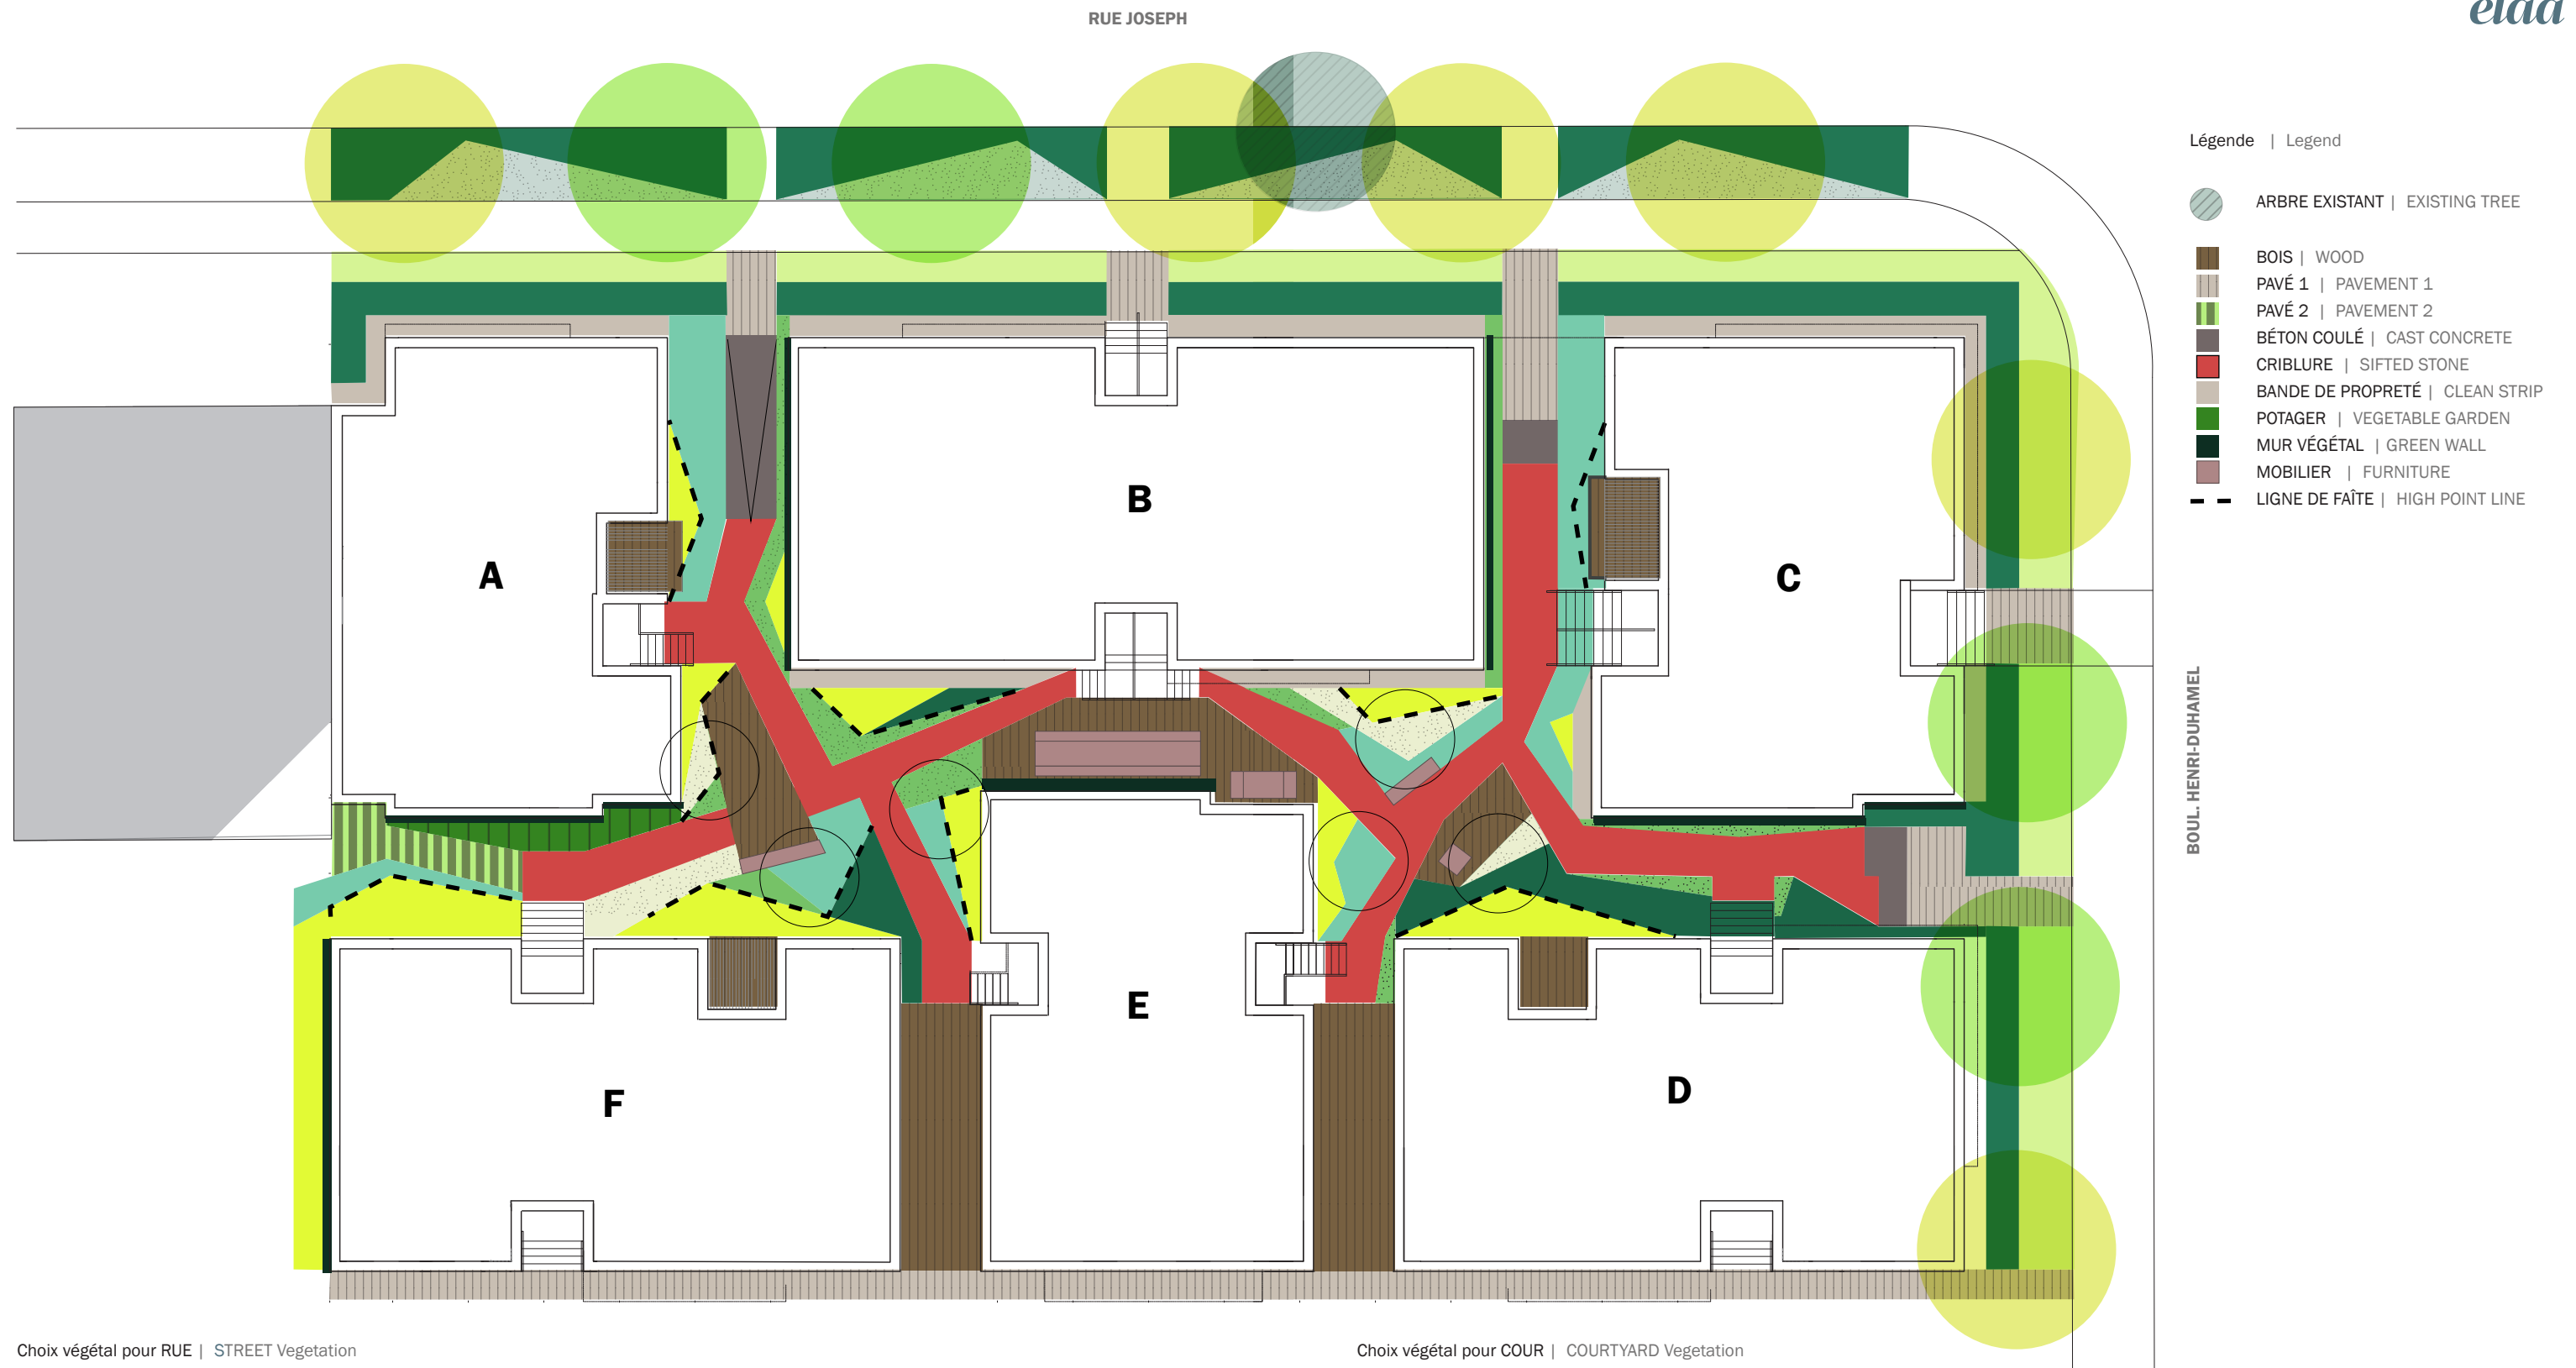 RUE JOSEPH
elaa
Légende | Legend
ARBRE EXISTANT | EXISTING TREE
BOIS | WOOD
PAVÉ 1 | PAVEMENT 1
PAVÉ 2 | PAVEMENT 2
BÉTON COULÉ | CAST CONCRETE
CRIBLURE | SIFTED STONE
BANDE DE PROPRETÉ | CLEAN STRIP
POTAGER | VEGETABLE GARDEN
MUR VÉGÉTAL | GREEN WALL
MOBILIER | FURNITURE
LIGNE DE FAÎTE | HIGH POINT LINE
B
A
C
BOUL. HENRI-DUHAMEL
E
F
D
Choix végétal pour RUE | STREET Vegetation
Choix végétal pour COUR | COURTYARD Vegetation